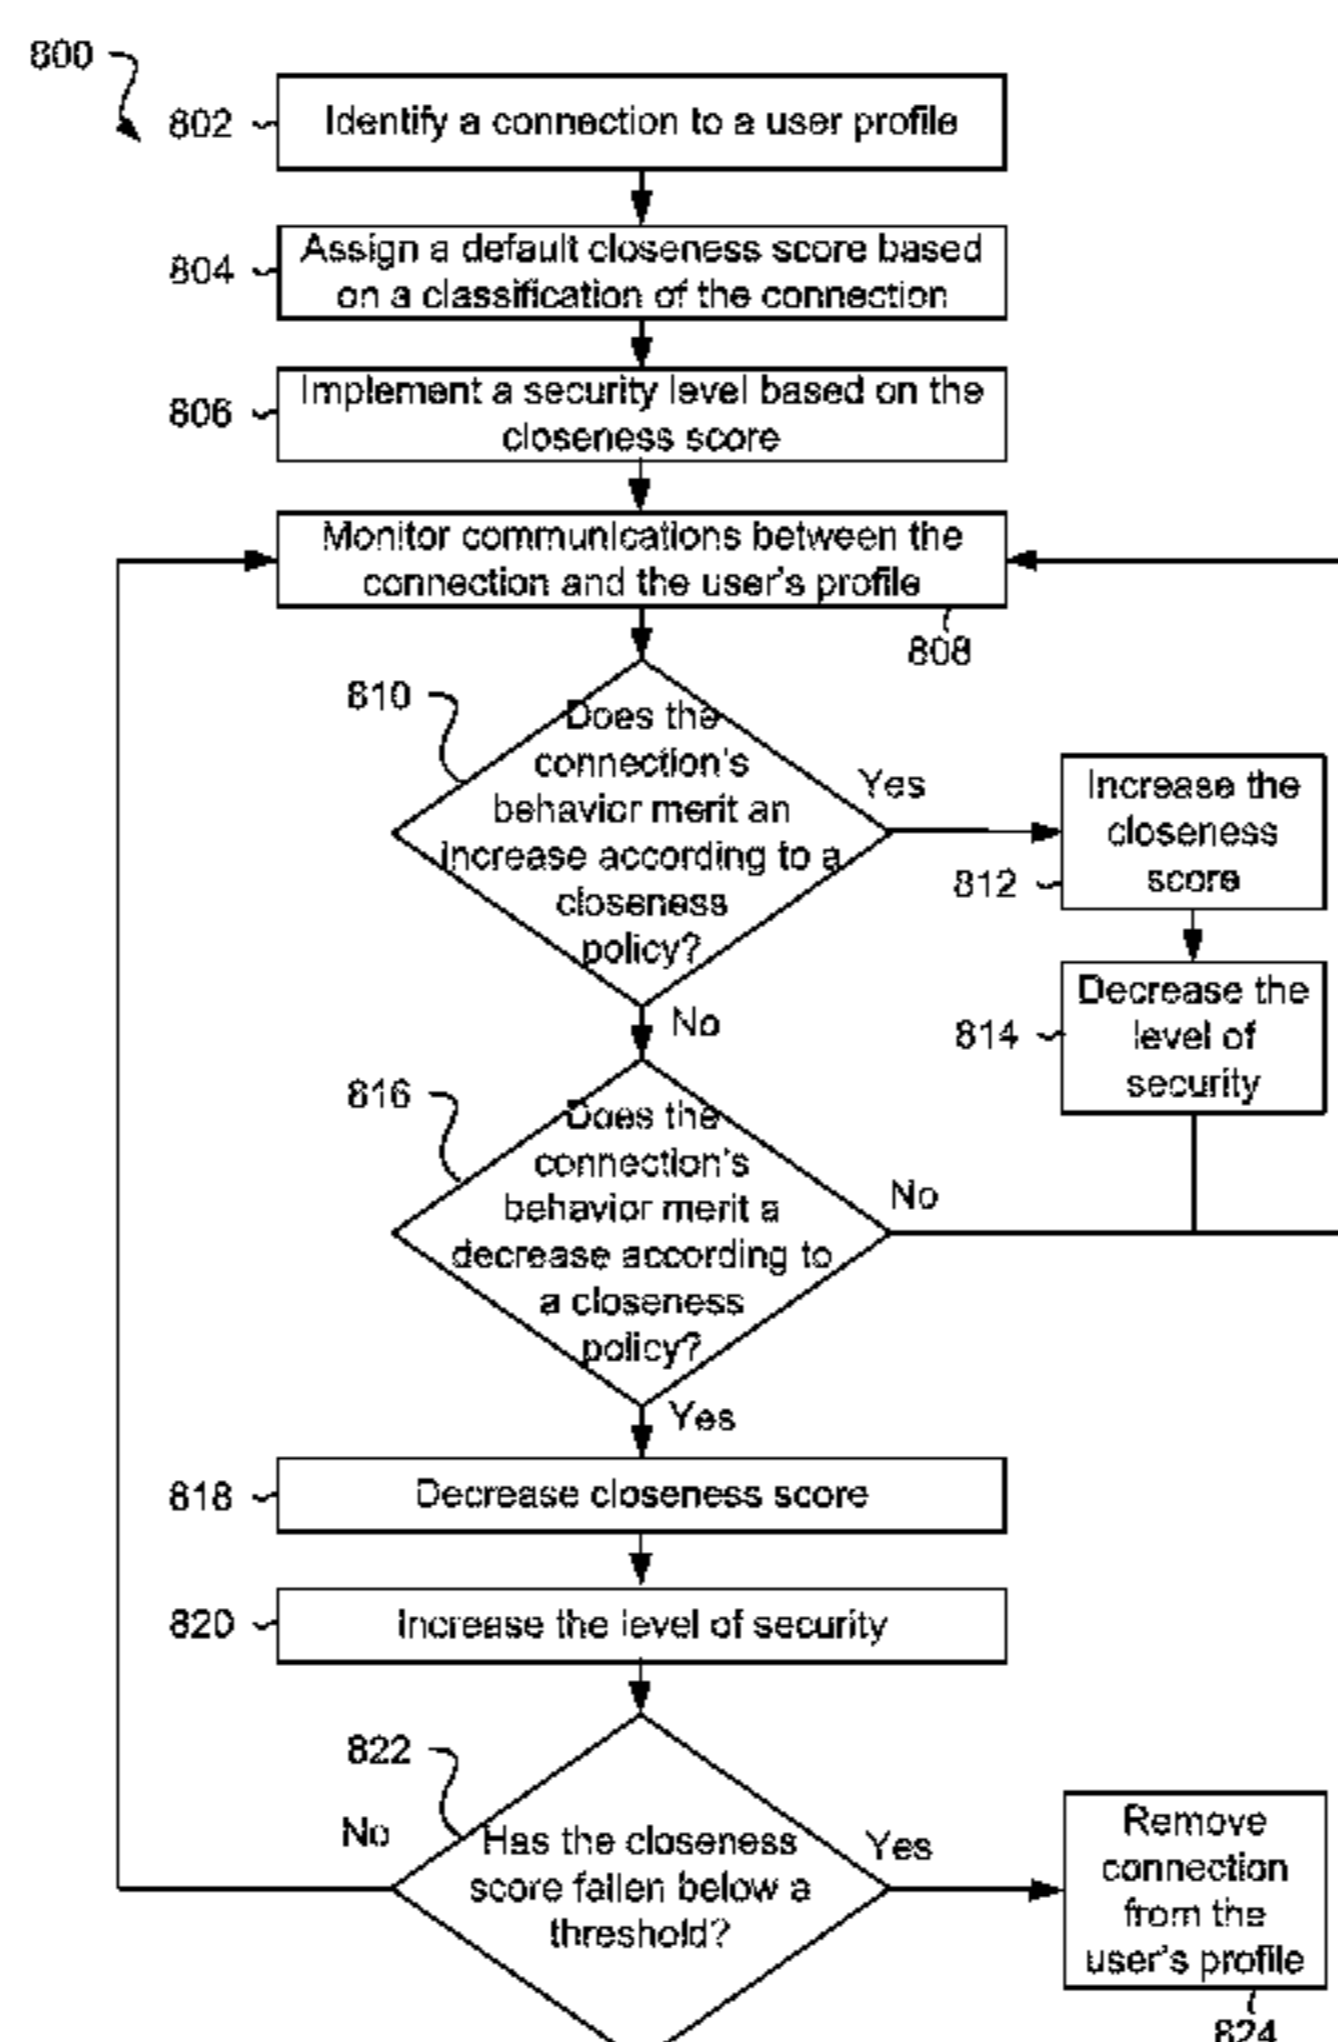 800
802
Identify a connection to a user profile
804
Assign a default closeness score based
on a classification of the connection
806
Implement a security level based on the
closeness score
Monitor communications between the
connection and the user's profile
808
810
Does the
connection's
behavior merit an
increase according to a
closeness
policy?
Yes
Increase the
closeness
score
812
Decrease the
level of
security
814
No
816
Does the
connection's
behavior merit a
decrease according to
a closeness
policy?
No
Yes
818
Decrease closeness score
820
Increase the level of security
822
No
Has the closeness
score fallen below a
threshold?
Yes
Remove
connection
from the
user's profile
824